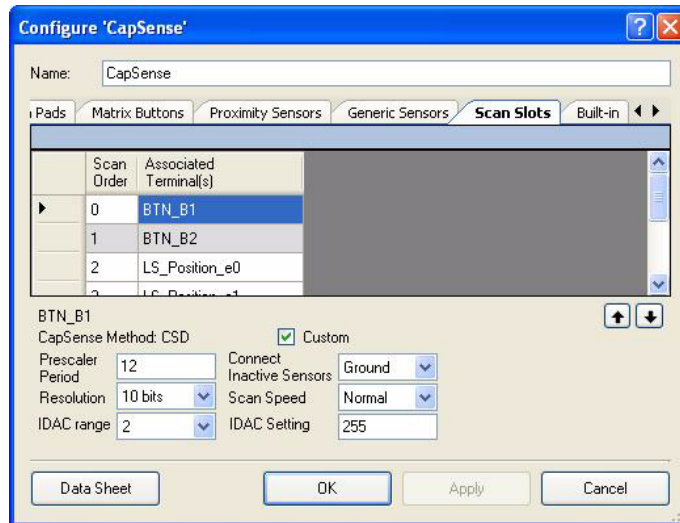 Configure 'CapSense'
Name: CapSense
Pads Matrix Buttons Proximity Sensors Generic Sensors Scan Slots Built-in
Scan Order Associated Terminal(s)
0 BTN_B1
1 BTN_B2
2 LS_Position_e0
BTN_B1
CapSense Method: CSD Custom
Prescaler Period 12 Connect Inactive Sensors Ground
Resolution 10 bits Scan Speed Normal
IDAC range 2 IDAC Setting 255
Data Sheet OK Apply Cancel